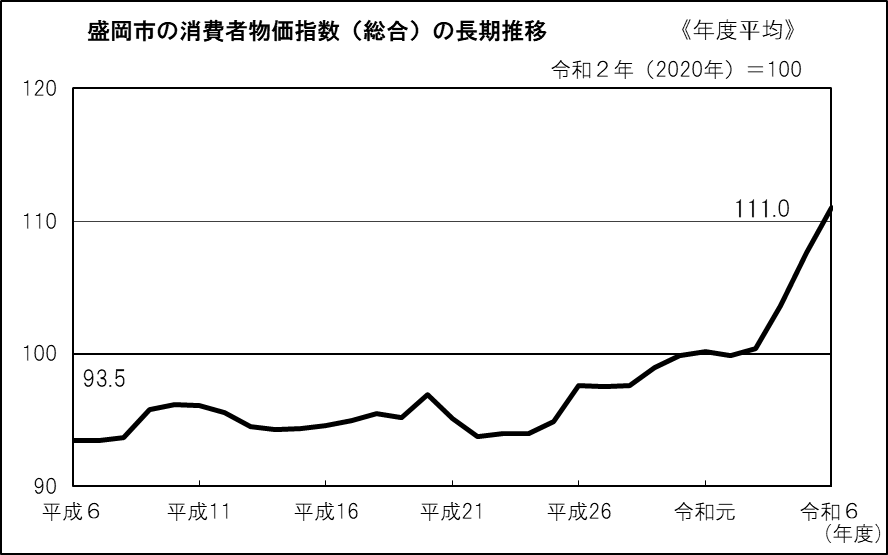 盛岡市の消費者物価指数（総合）の長期推移 《年度平均》
令和２年（2020年）＝100
120
110
100
90
111.0
93.5
平成６ 平成11 平成16 平成21 平成26 令和元 令和６
（年度）